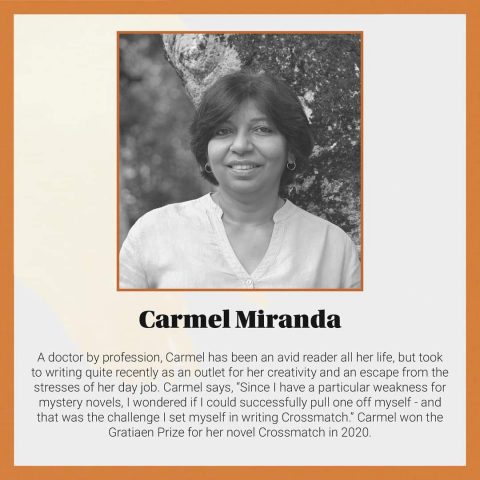 Carmel Miranda
A doctor by profession, Carmel has been an avid reader all her life, but took
to writing quite recently as an outlet for her creativity and an escape from the
stresses of her day job. Carmel says, “Since I have a particular weakness for
mystery novels, I wondered if I could successfully pull one off myself - and
that was the challenge I set myself in writing Crossmatch.” Carmel won the
Gratiaen Prize for her novel Crossmatch in 2020.